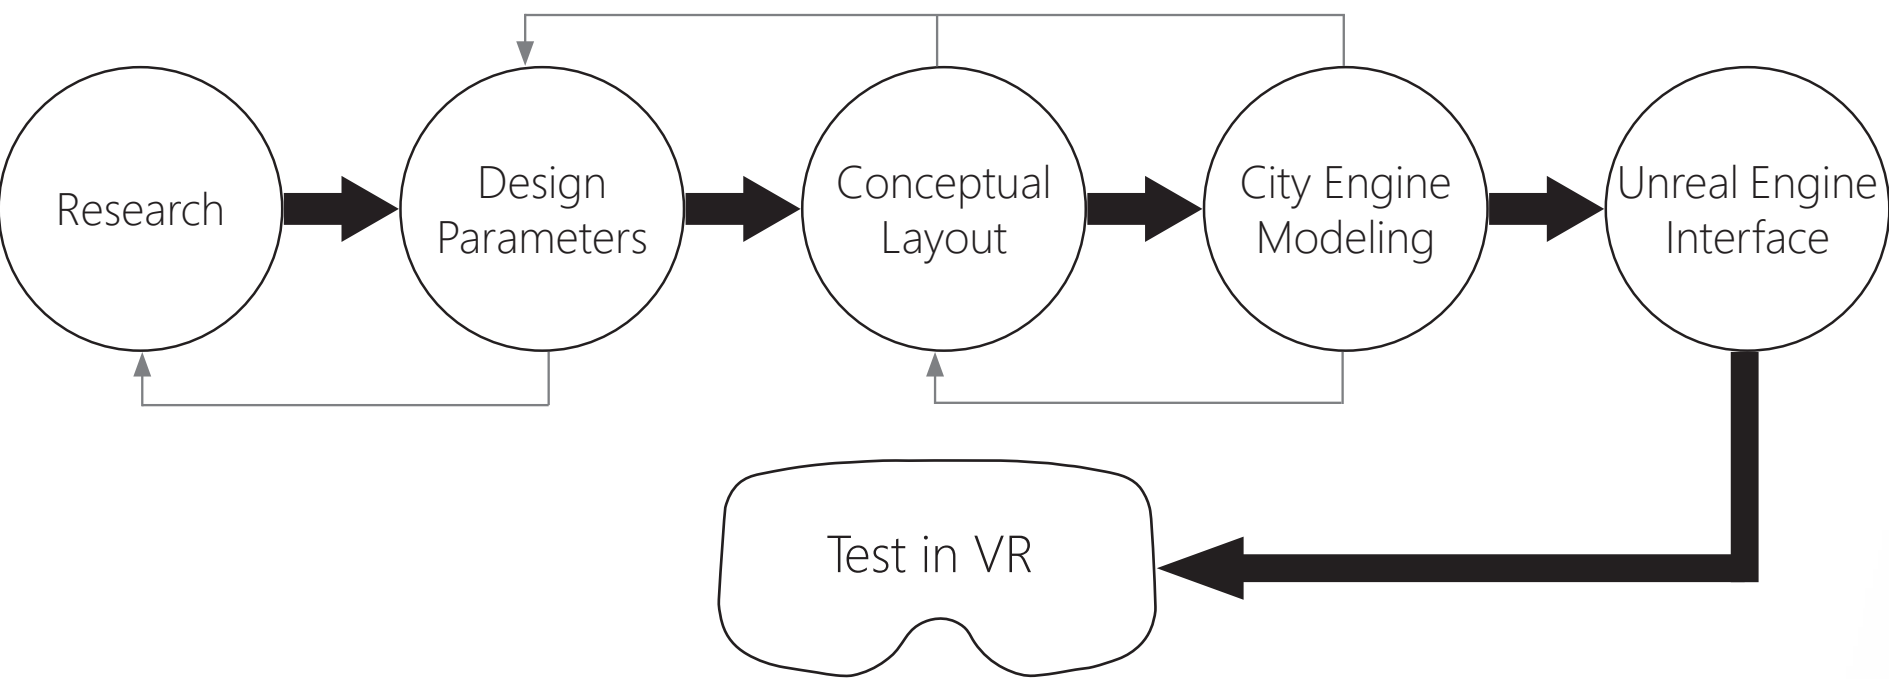 Research
Design
Parameters
Conceptual
Layout
City Engine
Modeling
Unreal Engine
Interface
Test in VR